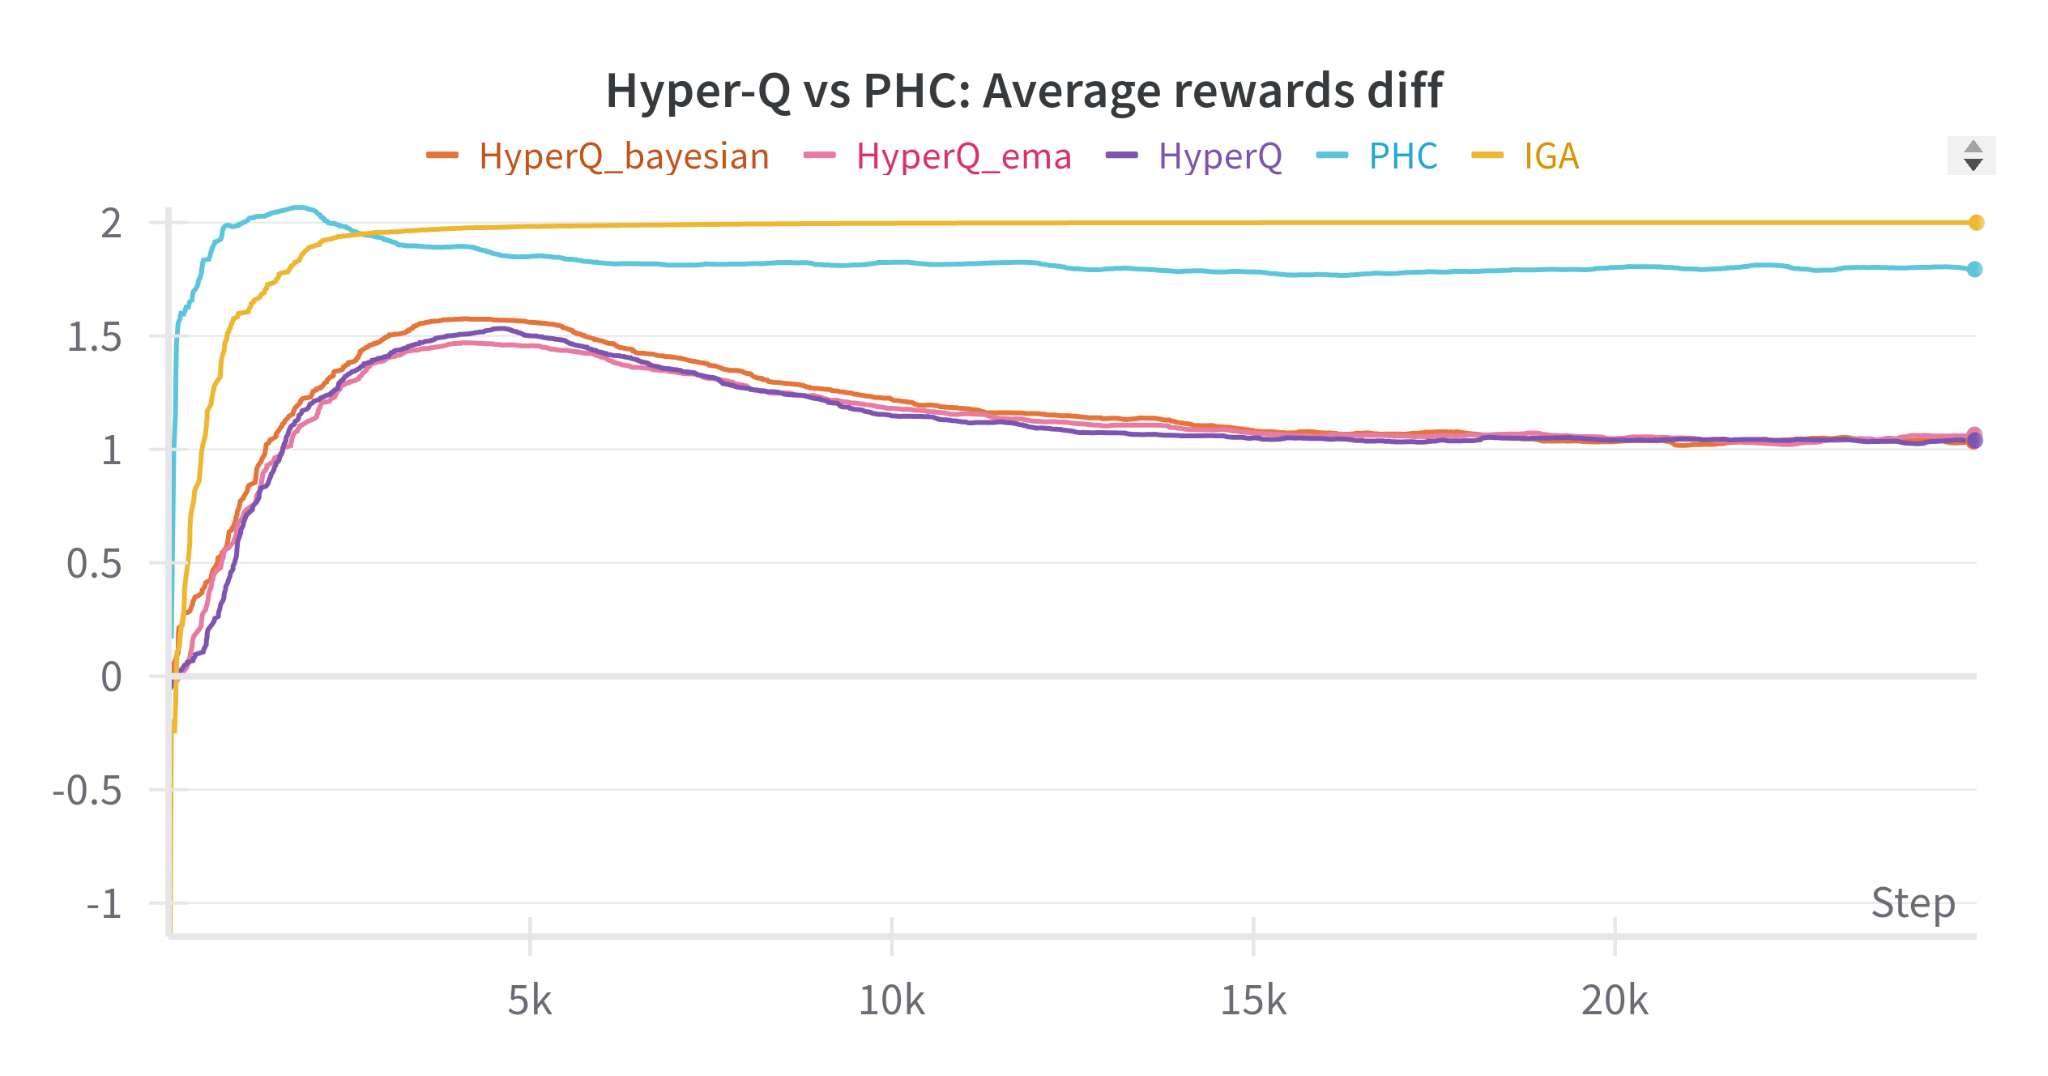 Hyper-Q vs PHC: Average rewards diff
HyperQ_bayesian HyperQ_ema HyperQ PHC IGA
2
1.5
1
0.5
0
-0.5
-1
Step
5k 10k 15k 20k